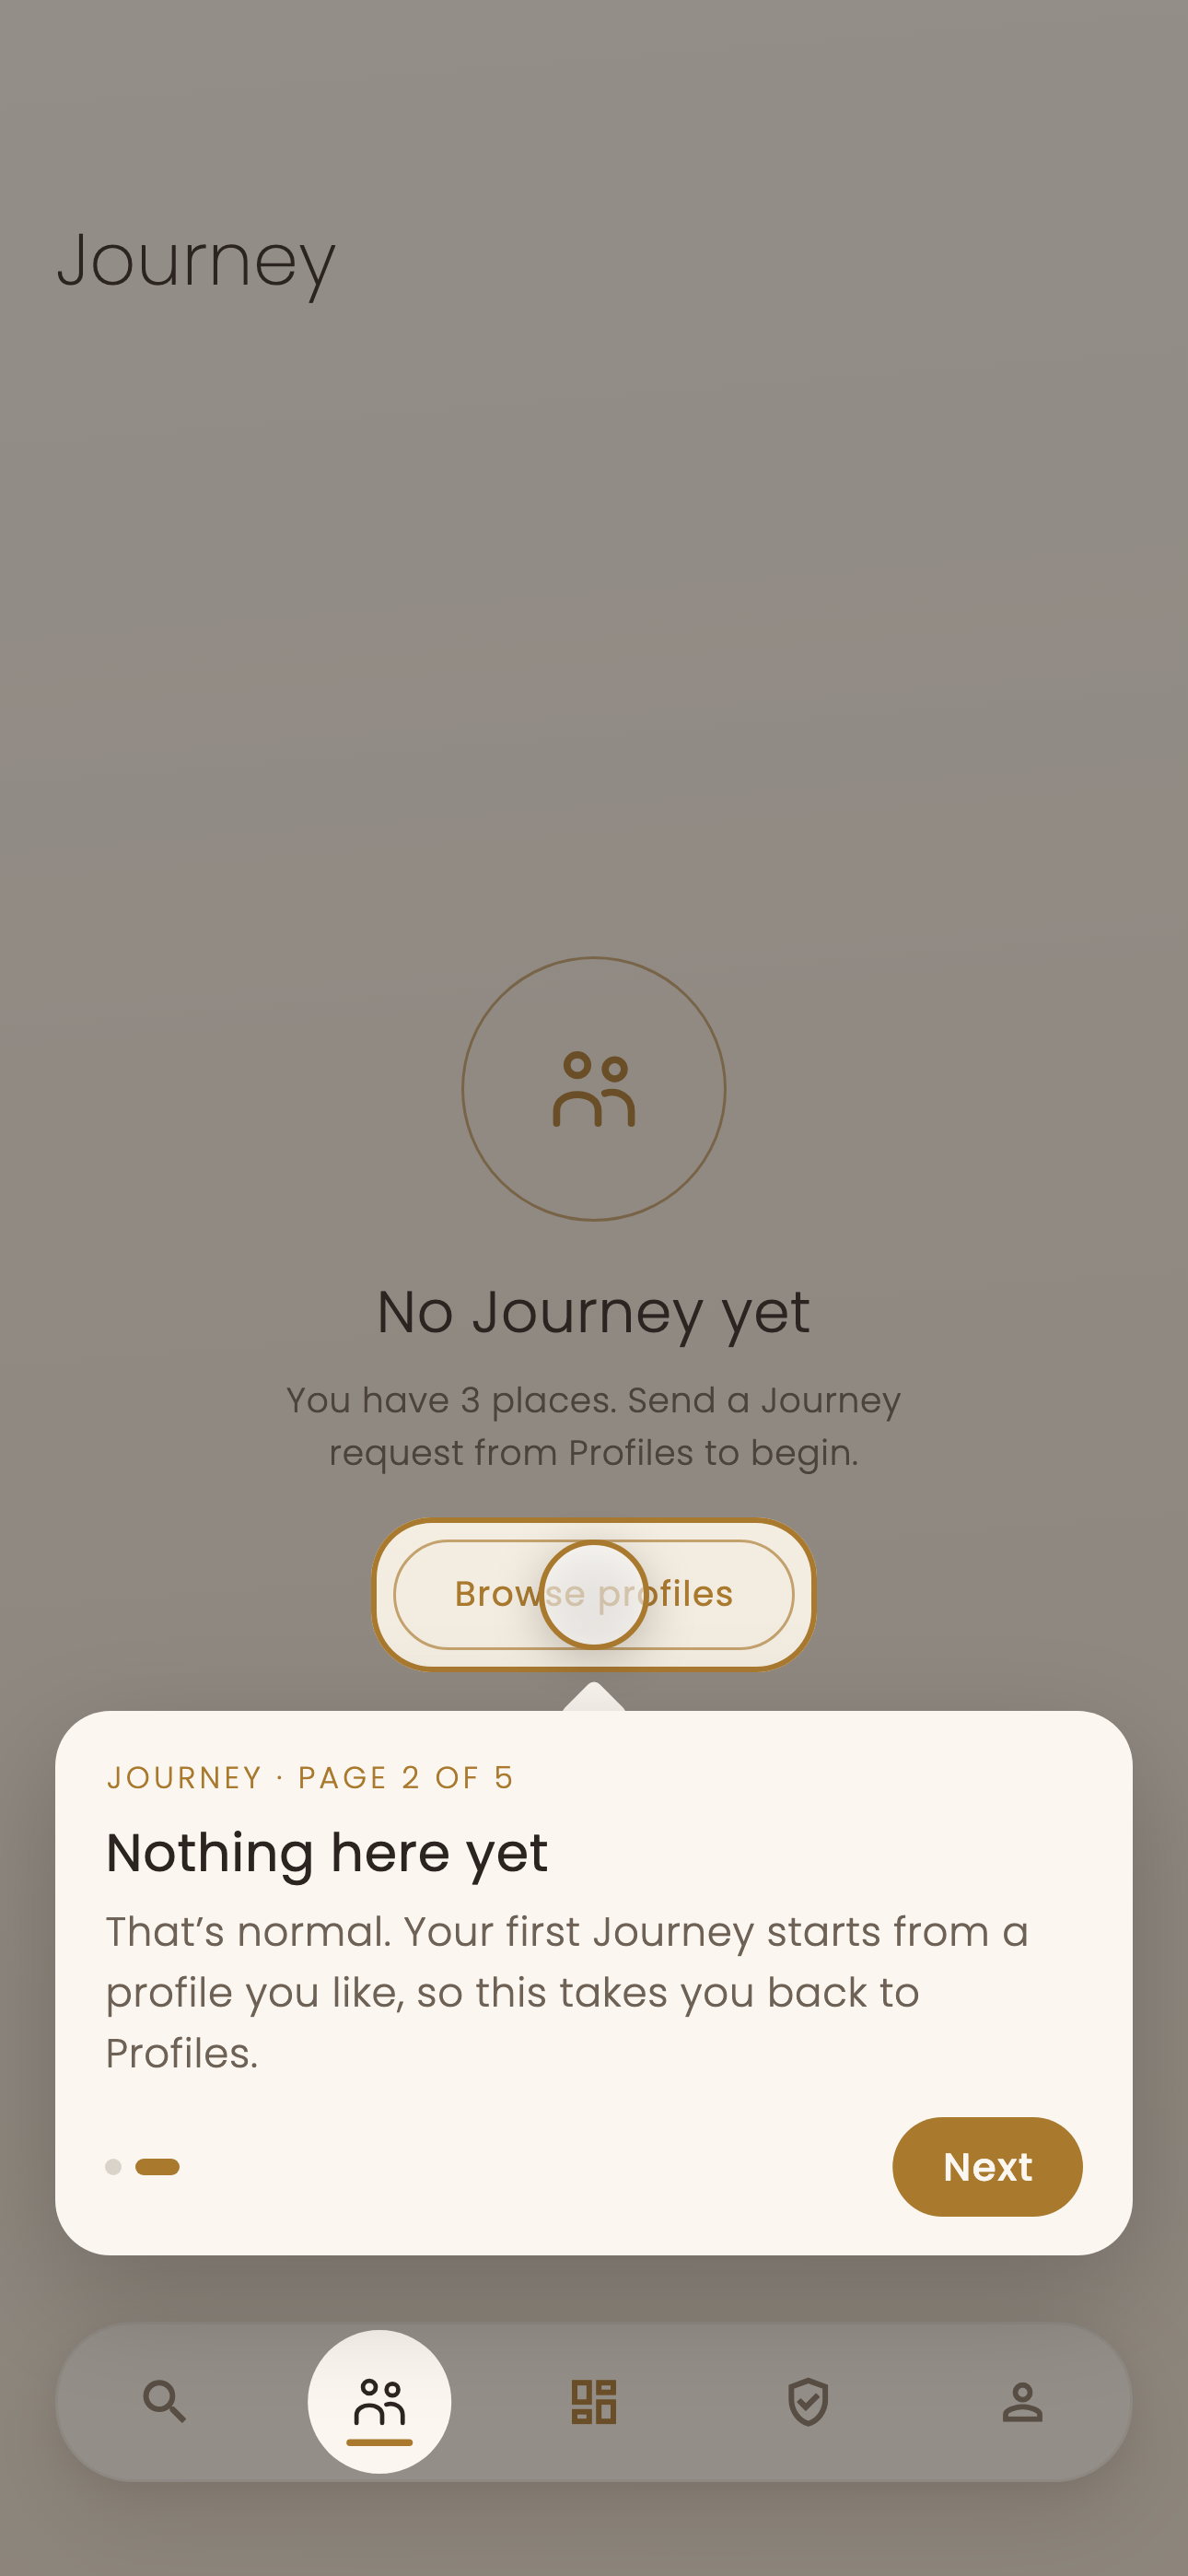 Journey
No Journey yet
You have 3 places. Send a Journey
request from Profiles to begin.
Browse profiles
JOURNEY · PAGE 2 OF 5
Nothing here yet
That’s normal. Your first Journey starts from a
profile you like, so this takes you back to
Profiles.
Next